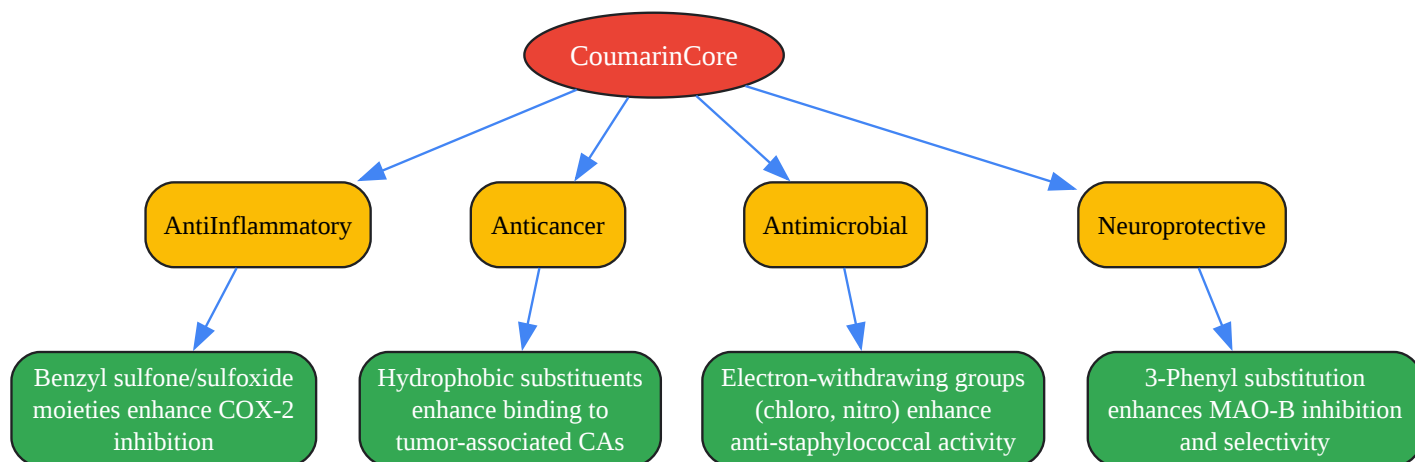 CoumarinCore
AntiInflammatory
Anticancer
Antimicrobial
Neuroprotective
Benzyl sulfone/sulfoxide
moieties enhance COX-2
inhibition
Hydrophobic substituents
enhance binding to
tumor-associated CAs
Electron-withdrawing groups
(chloro, nitro) enhance
anti-staphylococcal activity
3-Phenyl substitution
enhances MAO-B inhibition
and selectivity